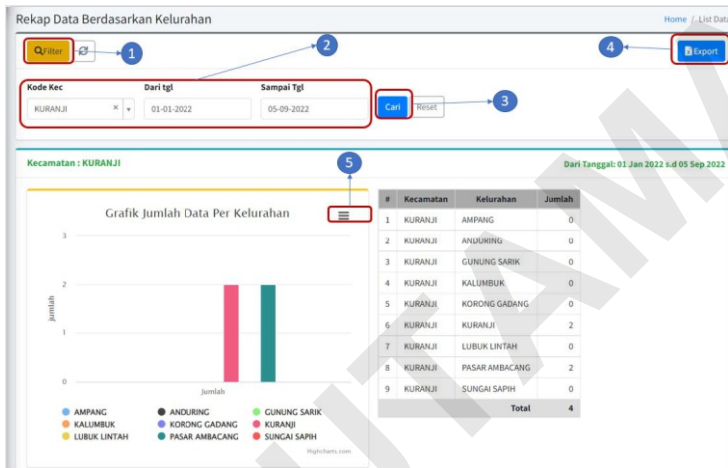 Rekap Data Berdasarkan Kelurahan
Home / List Data
Filter
1
2
4
Export
Kode Kec
Dari tgl
Sampai Tgl
KURANJI
×
01-01-2022
05-09-2022
Cari
Reset
3
Kecamatan : KURANJI
5
Dari Tanggal: 01 Jan 2022 s.d 05 Sep 2022
Grafik Jumlah Data Per Kelurahan
3
2
1
0
jumlah
Jumlah
AMPANG
ANDURING
GUNUNG SARIK
KALUMBUK
KORONG GADANG
KURANJI
LUBUK LINTAH
PASAR AMBACANG
SUNGAI SAPIH
Highcharts.com
# Kecamatan Kelurahan Jumlah
1 KURANJI AMPANG 0
2 KURANJI ANDURING 0
3 KURANJI GUNUNG SARIK 0
4 KURANJI KALUMBUK 0
5 KURANJI KORONG GADANG 0
6 KURANJI KURANJI 2
7 KURANJI LUBUK LINTAH 0
8 KURANJI PASAR AMBACANG 2
9 KURANJI SUNGAI SAPIH 0
Total 4
UTAMA